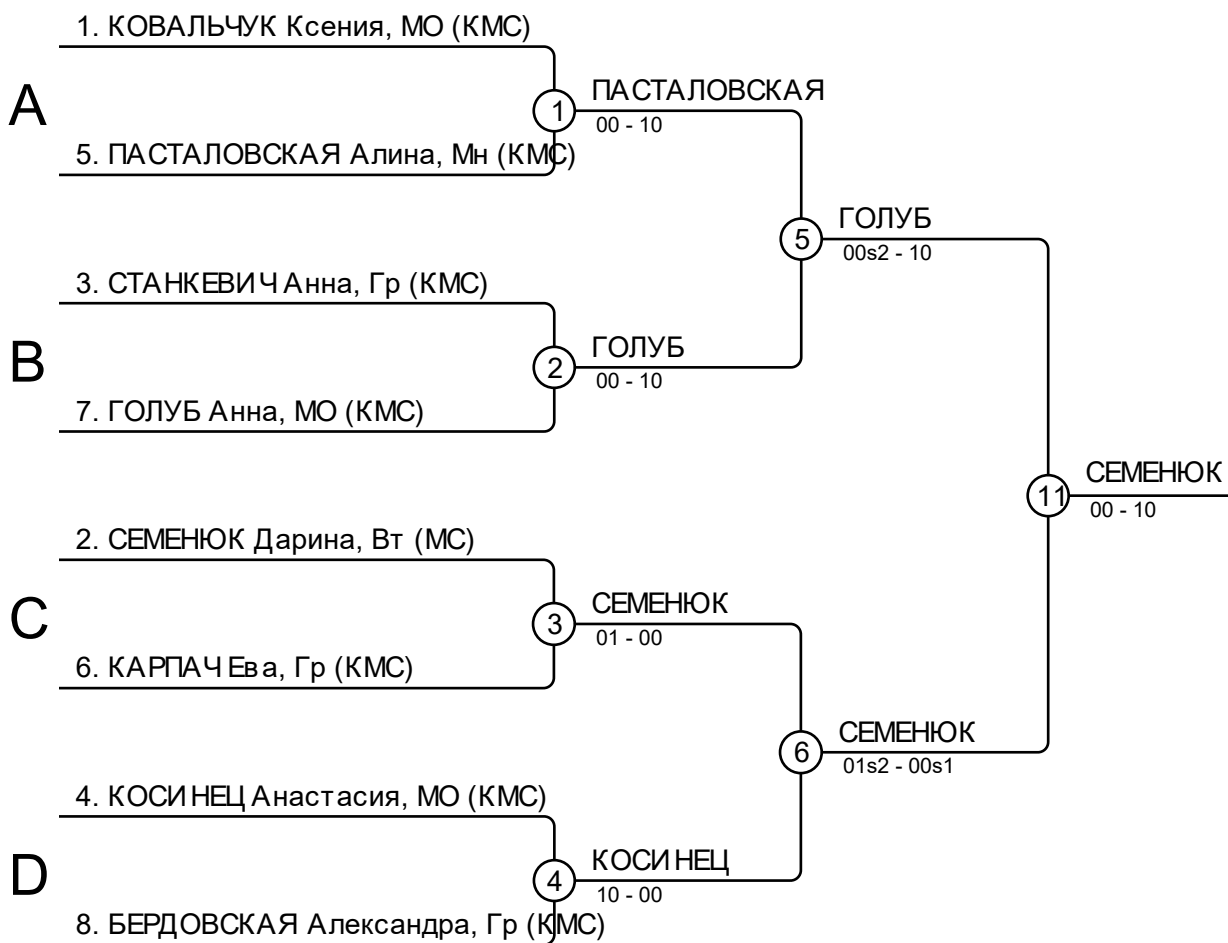 1. КОВАЛЬЧУК Ксения, МО (КМС)
A
1
ПАСТАЛОВСКАЯ
00 - 10
5. ПАСТАЛОВСКАЯ Алина, Мн (КМС)
5
ГОЛУБ
00s2 - 10
3. СТАНКЕВИЧ Анна, Гр (КМС)
B
2
ГОЛУБ
00 - 10
7. ГОЛУБ Анна, МО (КМС)
11
СЕМЕНЮК
00 - 10
2. СЕМЕНЮК Дарина, Вт (МС)
C
3
СЕМЕНЮК
01 - 00
6. КАРПАЧ Ева, Гр (КМС)
6
СЕМЕНЮК
01s2 - 00s1
4. КОСИНЕЦ Анастасия, МО (КМС)
D
4
КОСИНЕЦ
10 - 00
8. БЕРДОВСКАЯ Александра, Гр (КМС)